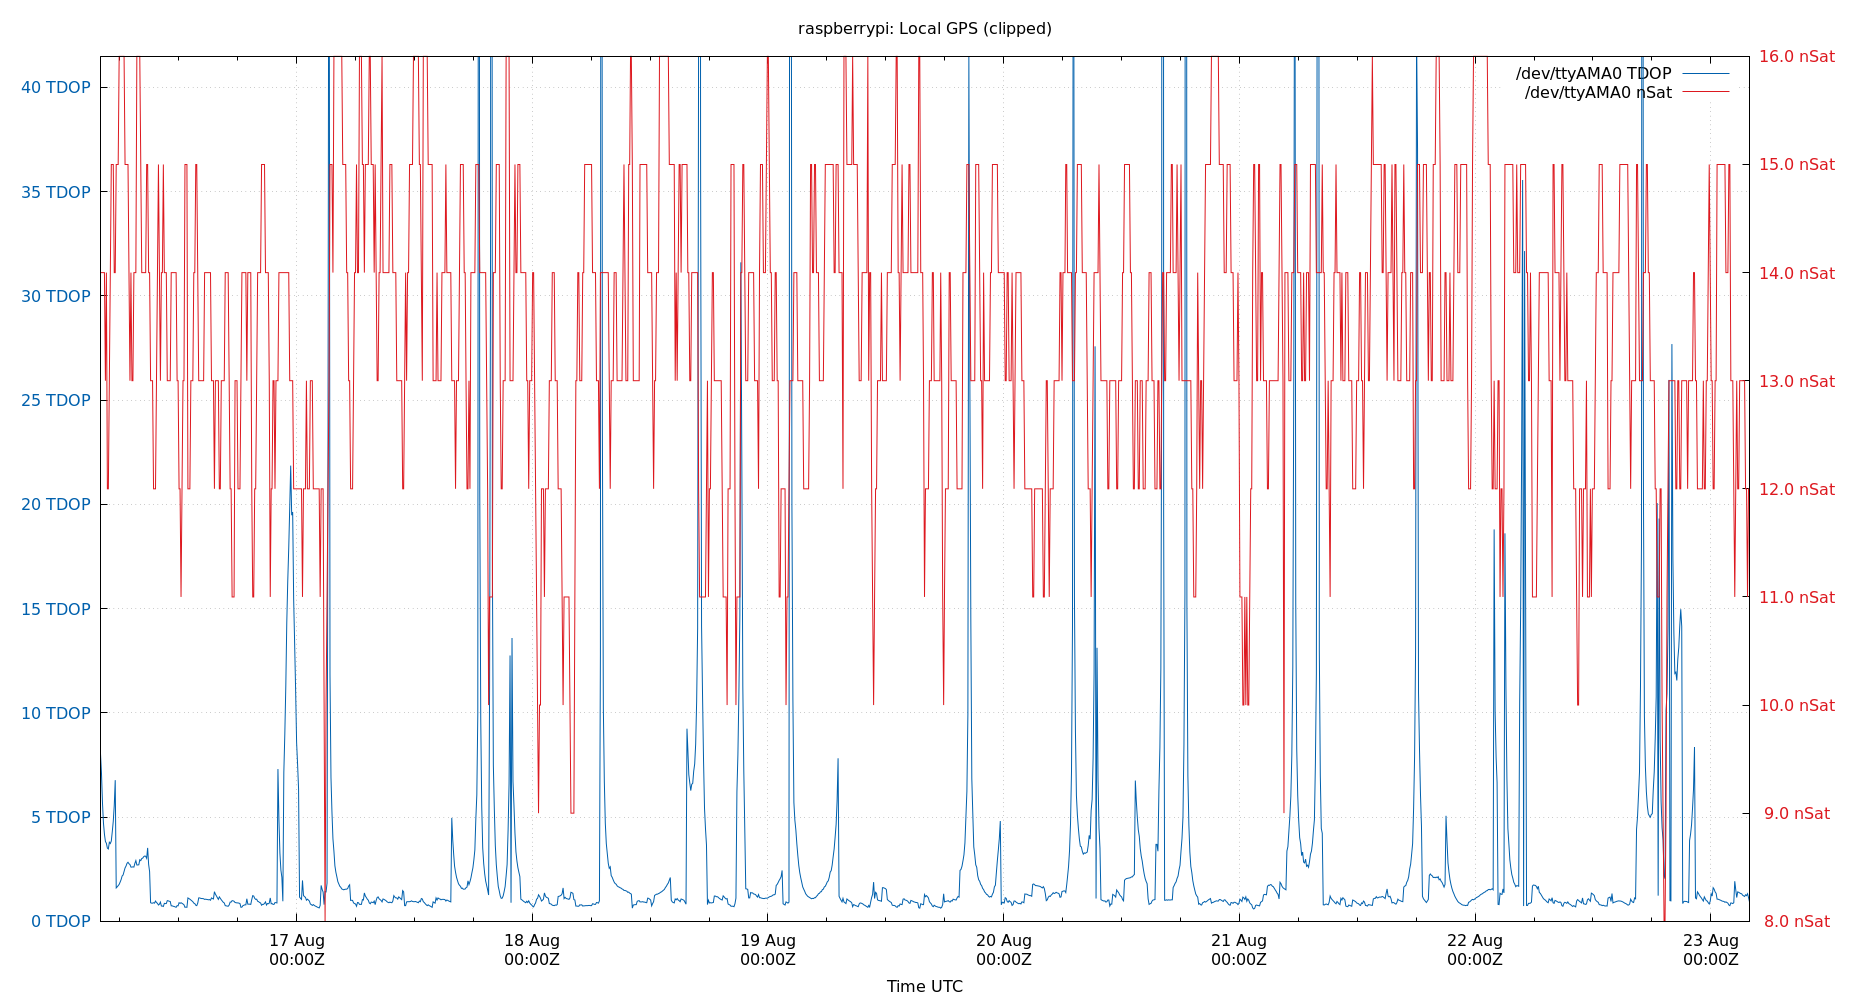 raspberrypi: Local GPS (clipped)
/dev/ttyAMA0 TDOP
/dev/ttyAMA0 nSat
40 TDOP
35 TDOP
30 TDOP
25 TDOP
20 TDOP
15 TDOP
10 TDOP
5 TDOP
0 TDOP
16.0 nSat
15.0 nSat
14.0 nSat
13.0 nSat
12.0 nSat
11.0 nSat
10.0 nSat
9.0 nSat
8.0 nSat
17 Aug
00:00Z
18 Aug
00:00Z
19 Aug
00:00Z
20 Aug
00:00Z
21 Aug
00:00Z
22 Aug
00:00Z
23 Aug
00:00Z
Time UTC